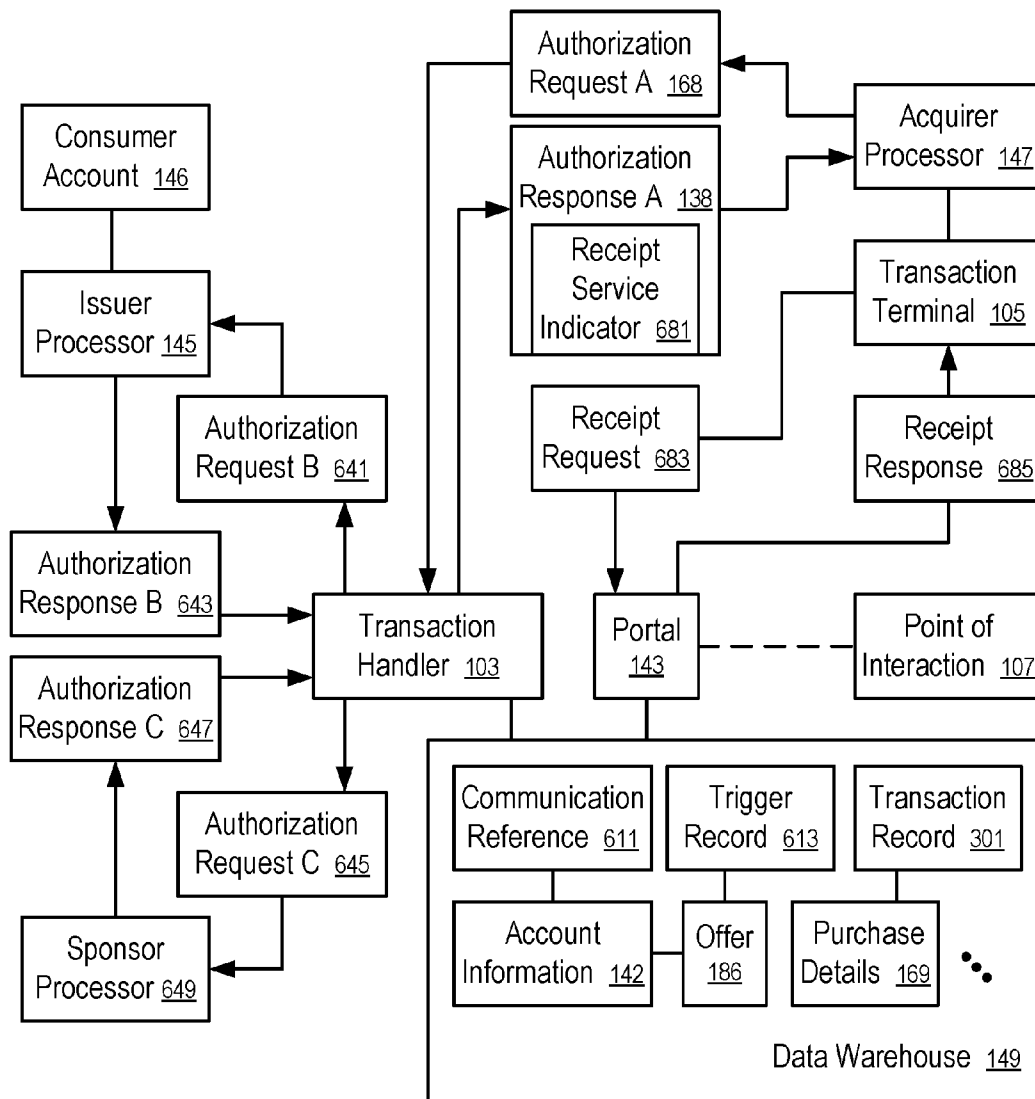 Authorization
Request A 168
Consumer
Account 146
Acquirer
Processor 147
Authorization
Response A 138
Receipt
Service
Indicator 681
Transaction
Terminal 105
Issuer
Processor 145
Authorization
Request B 641
Receipt
Request 683
Receipt
Response 685
Authorization
Response B 643
Transaction
Handler 103
Portal
143
Point of
Interaction 107
Authorization
Response C 647
Authorization
Request C 645
Communication
Reference 611
Trigger
Record 613
Transaction
Record 301
Sponsor
Processor 649
Account
Information 142
Offer
186
Purchase
Details 169
Data Warehouse 149